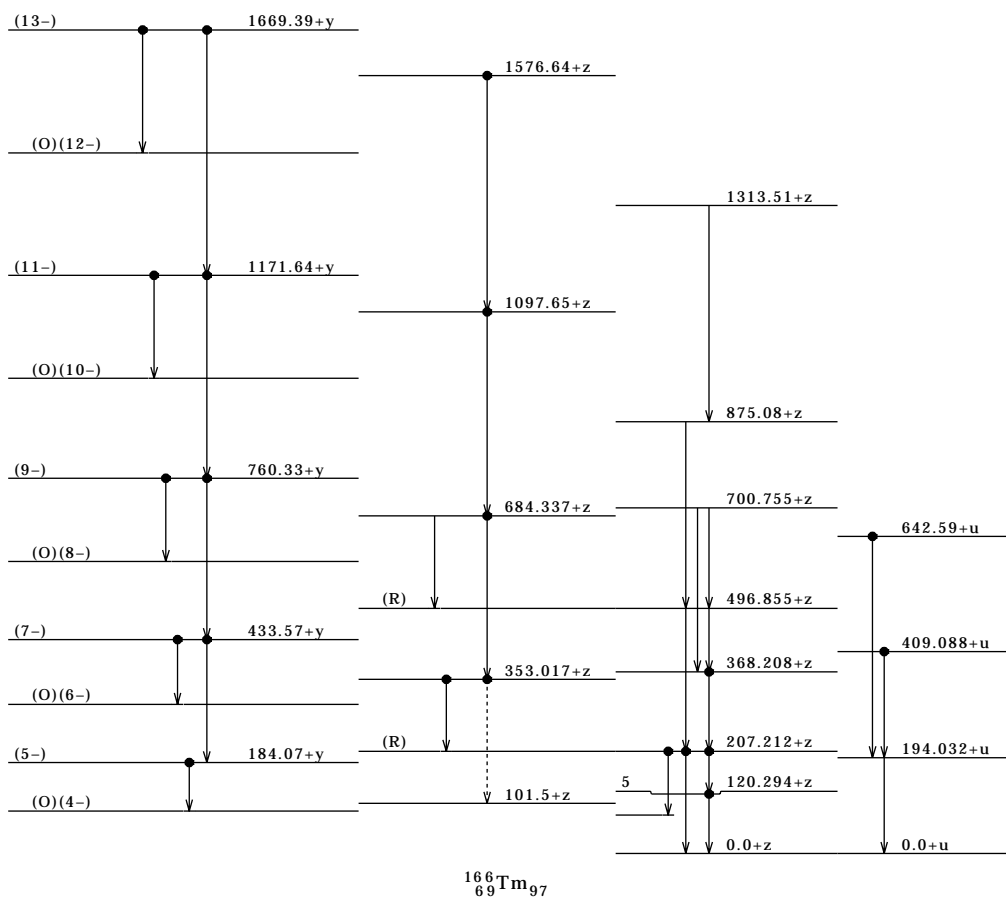 (13-) 1669.39+y
1576.64+z
(O)(12-)
1313.51+z
(11-) 1171.64+y
1097.65+z
(O)(10-)
875.08+z
(9-) 760.33+y
700.755+z
684.337+z
642.59+u
(O)(8-)
(R) 496.855+z
(7-) 433.57+y
409.088+u
368.208+z
353.017+z
(O)(6-)
(R) 207.212+z
194.032+u
(5-) 184.07+y
5 120.294+z
101.5+z
(O)(4-)
0.0+z 0.0+u
166 69 Tm 97